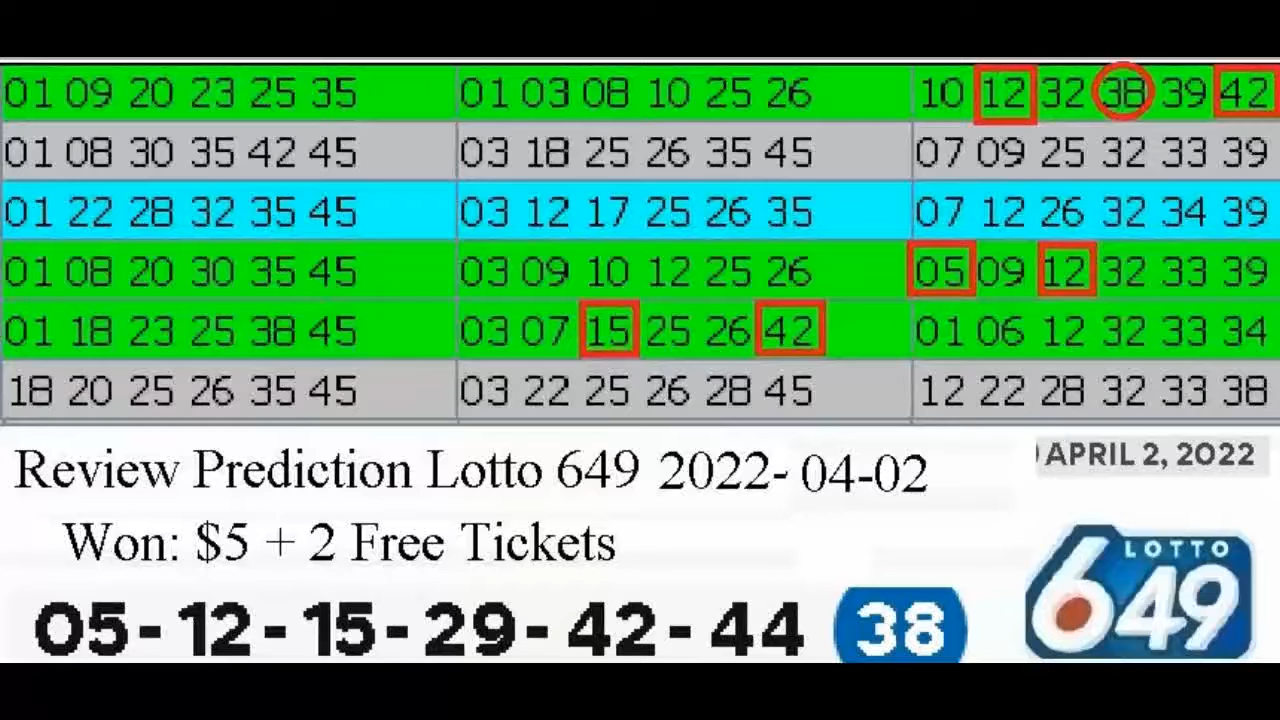 01 09 20 23 25 35 01 03 08 10 25 26 10 12 32 38 39 42
01 08 30 35 42 45 03 18 25 26 35 45 07 09 25 32 33 39
01 22 28 32 35 45 03 12 17 25 26 35 07 12 26 32 34 39
01 08 20 30 35 45 03 09 10 12 25 26 05 09 12 32 33 39
01 18 23 25 38 45 03 07 15 25 26 42 01 06 12 32 33 34
18 20 25 26 35 45 03 22 25 26 28 45 12 22 28 32 33 38
Review Prediction Lotto 649 2022- 04-02
APRIL 2, 2022
Won: $5 + 2 Free Tickets
LOTTO
649
05- 12 - 15- 29- 42- 44 38